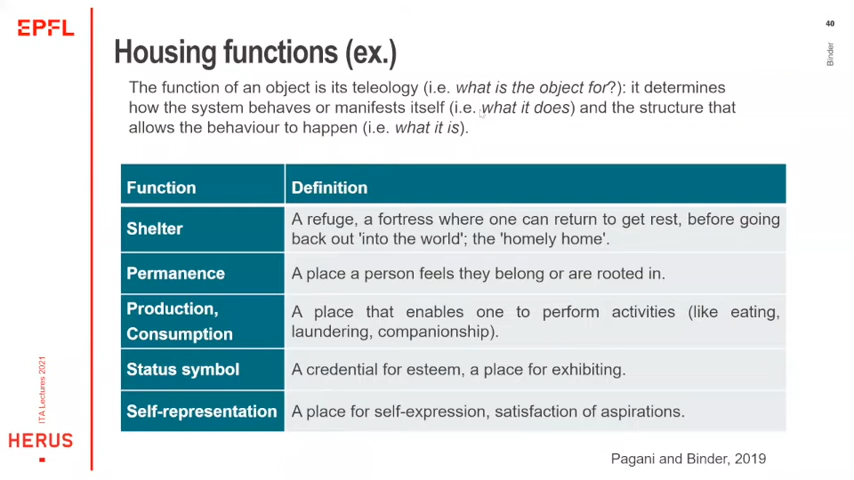 EPFL
40
Housing functions (ex.)
Binder
The function of an object is its teleology (i.e. what is the object for?): it determines
how the system behaves or manifests itself (i.e. what it does) and the structure that
allows the behaviour to happen (i.e. what it is).
Function Definition
Shelter
A refuge, a fortress where one can return to get rest, before going
back out 'into the world'; the 'homely home'.
Permanence A place a person feels they belong or are rooted in.
Production,
Consumption
A place that enables one to perform activities (like eating,
laundering, companionship).
Status symbol A credential for esteem, a place for exhibiting.
Self-representation A place for self-expression, satisfaction of aspirations.
ITA Lectures 2021
HERUS
Pagani and Binder, 2019